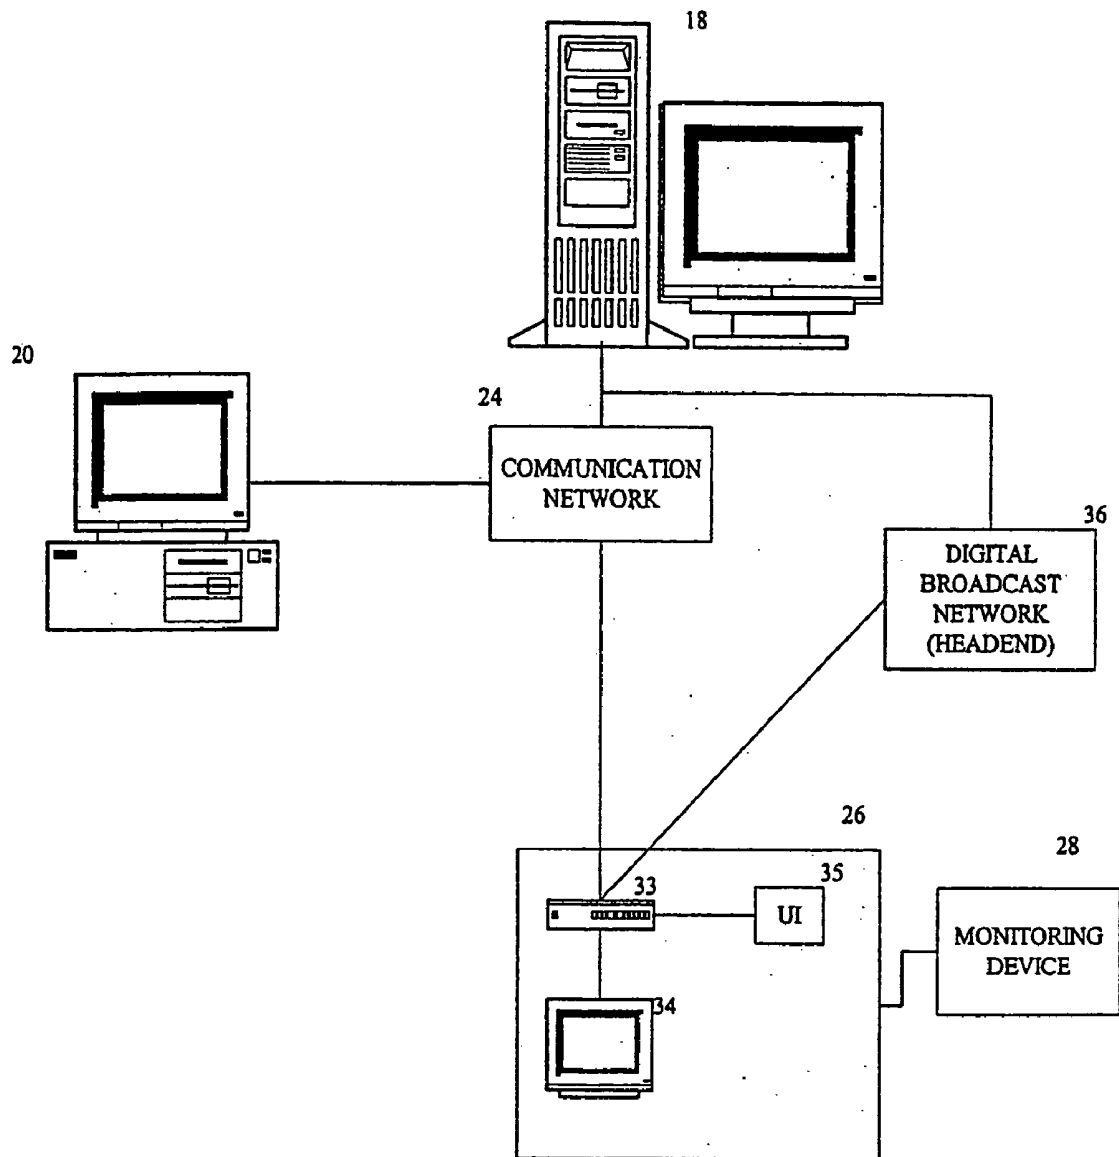 18
20
24
COMMUNICATION
NETWORK
36
DIGITAL
BROADCAST
NETWORK
(HEADEND)
26
28
33
35
UI
MONITORING
DEVICE
34